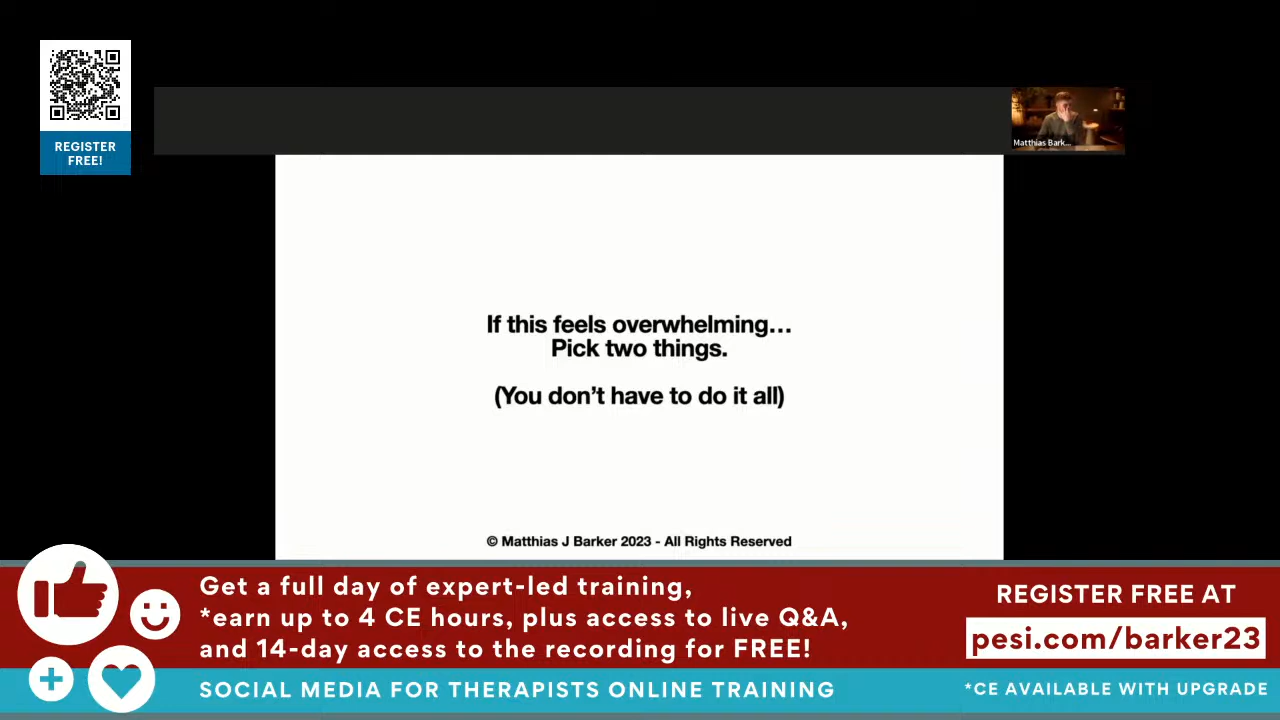 REGISTER
FREE!
Matthias Bark...
If this feels overwhelming…
Pick two things.
(You don’t have to do it all)
© Matthias J Barker 2023 - All Rights Reserved
Get a full day of expert-led training,
*earn up to 4 CE hours, plus access to live Q&A,
and 14-day access to the recording for FREE!
REGISTER FREE AT
pesi.com/barker23
SOCIAL MEDIA FOR THERAPISTS ONLINE TRAINING
*CE AVAILABLE WITH UPGRADE